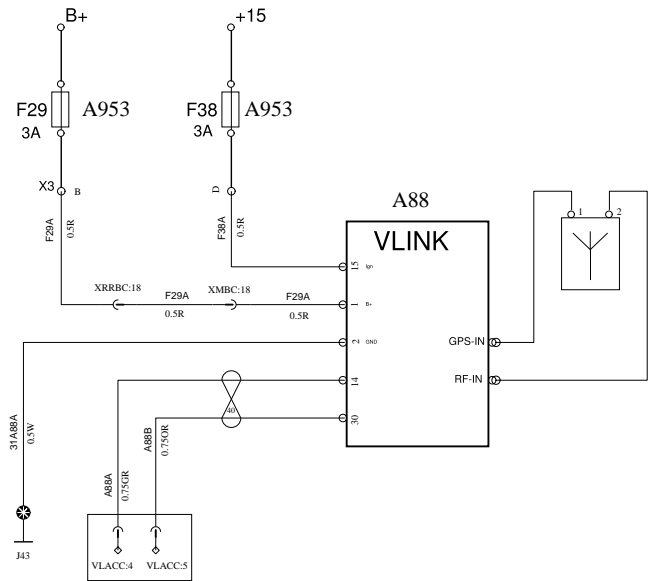 B+
+15
F29
A953
3A
F38
A953
3A
X3
B
D
F29A
0.5R
F38A
0.5R
A88
VLINK
1
2
15
Ign
XRRBC:18
F29A
0.5R
XMBC:18
F29A
0.5R
1
B+
2
GND
GPS-IN
14
RF-IN
40
30
31A88A
0.5W
A88A
0.75GR
A88B
0.75OR
J43
VLACC:4
VLACC:5